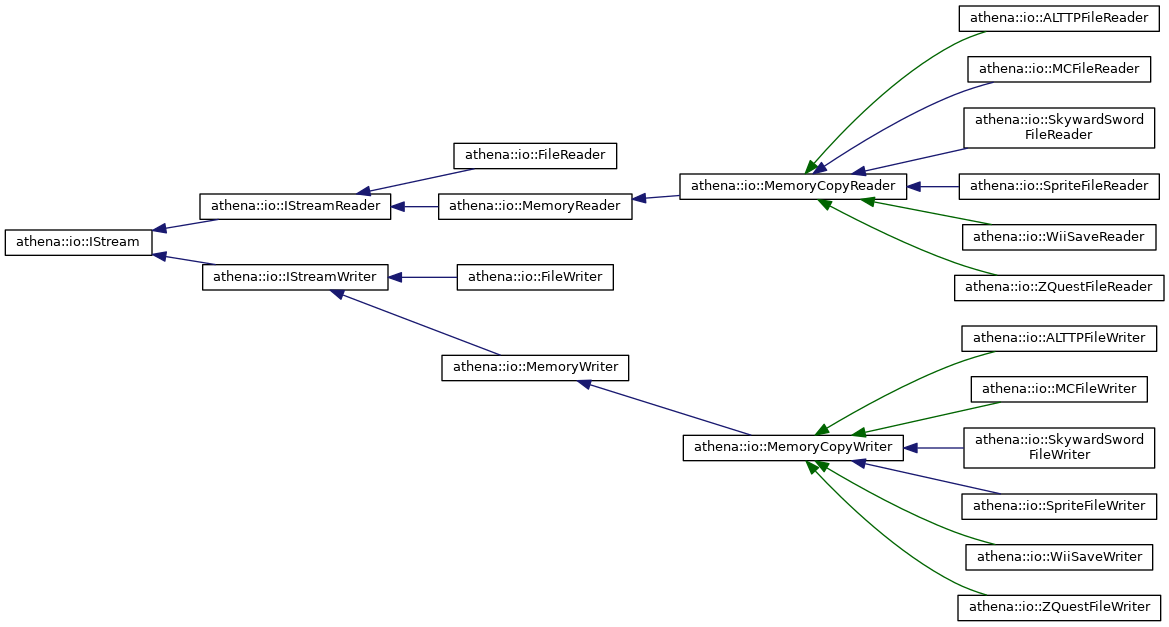 athena::io::ALTTPFileReader
athena::io::MCFileReader
athena::io::SkywardSword
FileReader
athena::io::FileReader
athena::io::MemoryCopyReader
athena::io::SpriteFileReader
athena::io::IStreamReader
athena::io::MemoryReader
athena::io::WiiSaveReader
athena::io::IStream
athena::io::IStreamWriter
athena::io::FileWriter
athena::io::ZQuestFileReader
athena::io::ALTTPFileWriter
athena::io::MemoryWriter
athena::io::MCFileWriter
athena::io::MemoryCopyWriter
athena::io::SkywardSword
FileWriter
athena::io::SpriteFileWriter
athena::io::WiiSaveWriter
athena::io::ZQuestFileWriter